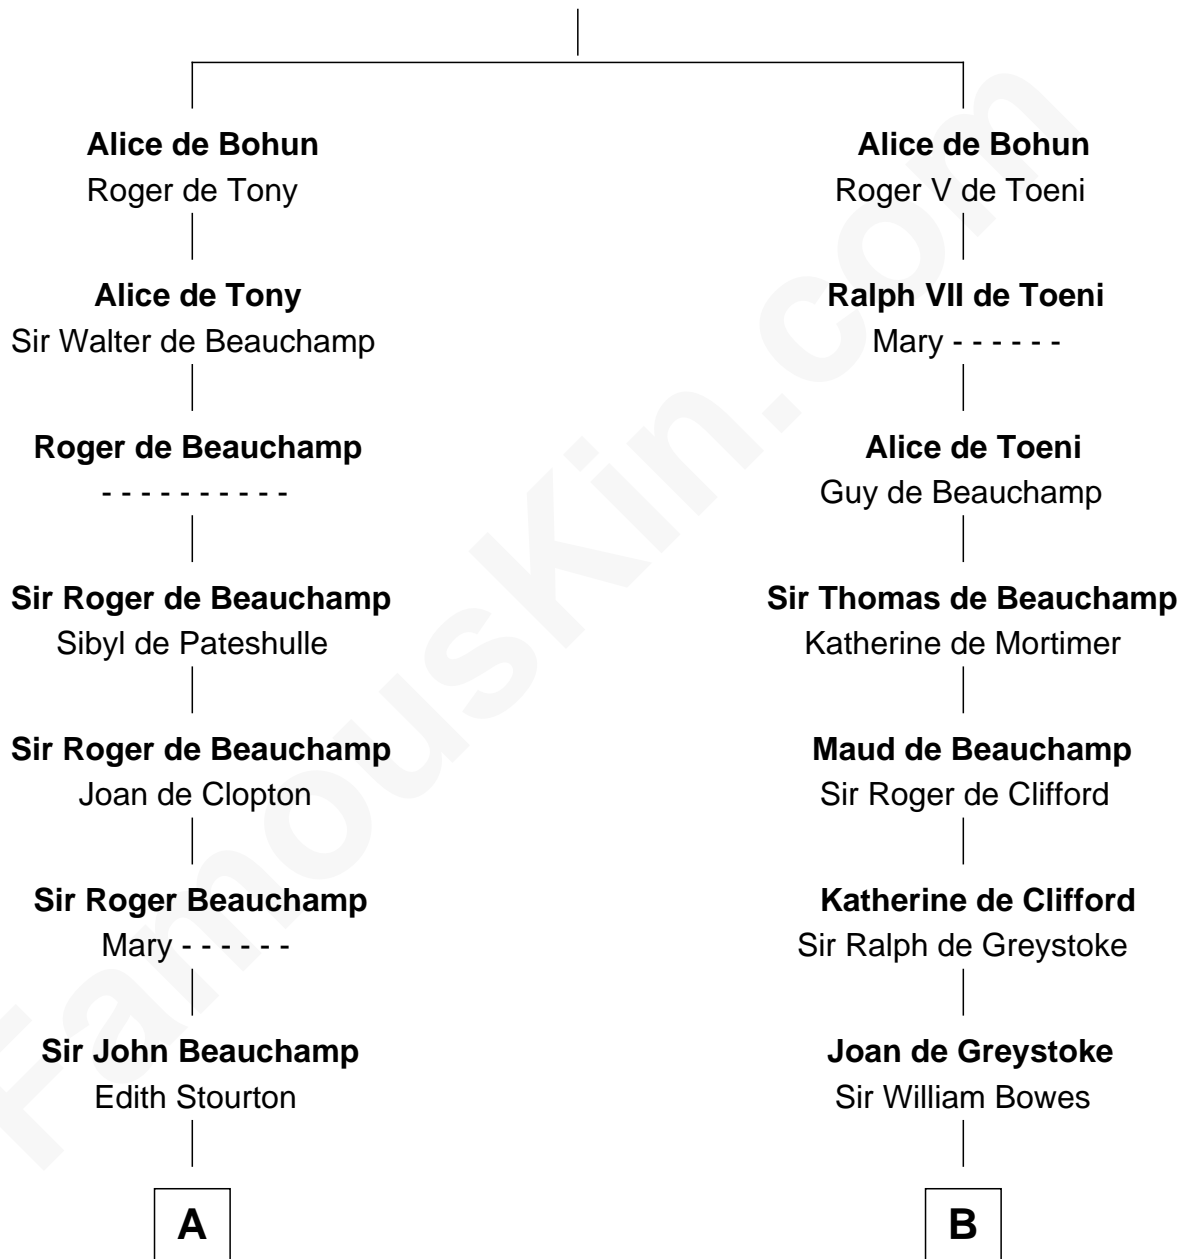 Alice de Bohun
Roger de Tony
Alice de Tony
Sir Walter de Beauchamp
Roger de Beauchamp
- - - - - - - - - -
Sir Roger de Beauchamp
Sibyl de Pateshulle
Sir Roger de Beauchamp
Joan de Clopton
Sir Roger Beauchamp
Mary - - - - - -
Sir John Beauchamp
Edith Stourton
A
Alice de Bohun
Roger V de Toeni
Ralph VII de Toeni
Mary - - - - - -
Alice de Toeni
Guy de Beauchamp
Sir Thomas de Beauchamp
Katherine de Mortimer
Maud de Beauchamp
Sir Roger de Clifford
Katherine de Clifford
Sir Ralph de Greystoke
Joan de Greystoke
Sir William Bowes
B
FamousKin.com